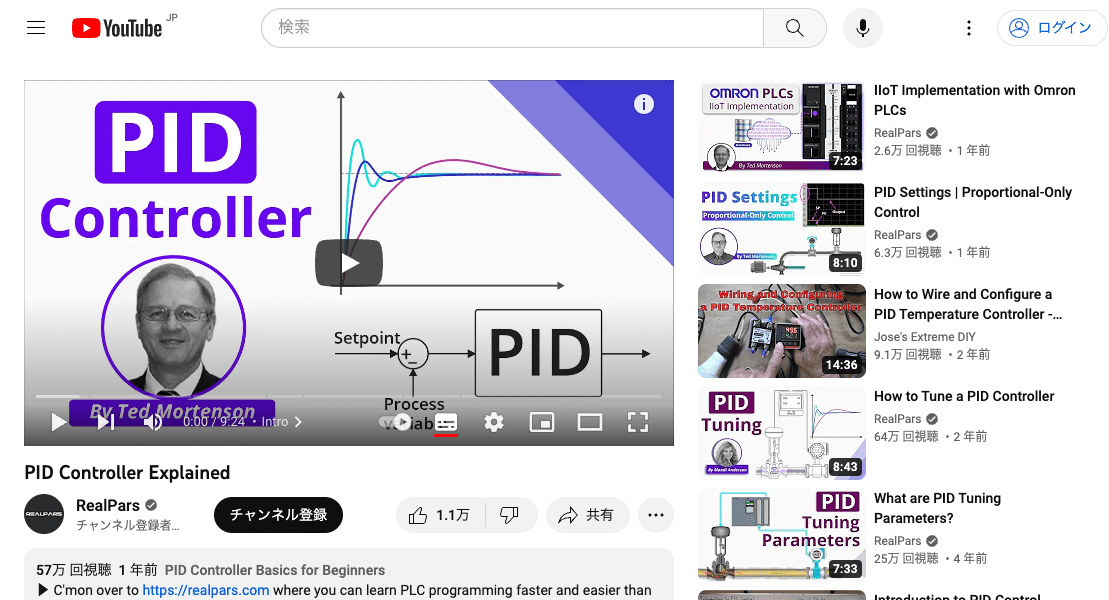 YouTube JP
検索
ログイン
PID
Controller
By Ted Mortenson
Setpoint
PID
Process
0:00 / 9:24 ・ Intro
PID Controller Explained
REALPARS
RealPars
チャンネル登録者...
チャンネル登録
1.1万
共有
57万 回視聴 1 年前 PID Controller Basics for Beginners
▶ C'mon over to https://realpars.com where you can learn PLC programming faster and easier than
OMRON PLCs
IIoT Implementation
By Ted Mortenson
7:23
IIoT Implementation with Omron
PLCs
RealPars
2.6万 回視聴 ・1 年前
PID Settings
Proportional-Only Control
SP
PV
Output
By Ted Mortenson
8:10
PID Settings | Proportional-Only
Control
RealPars
6.3万 回視聴 ・1 年前
Wiring and Configuring
a PID Temperature Controller
14:36
How to Wire and Configure a
PID Temperature Controller -...
Jose's Extreme DIY
9.1万 回視聴 ・2 年前
PID
Tuning
By Mandi Anderson
8:43
How to Tune a PID Controller
RealPars
64万 回視聴 ・2 年前
PID
Tuning
Parameters
7:33
What are PID Tuning
Parameters?
RealPars
25万 回視聴 ・4 年前
Introduction to PID Control